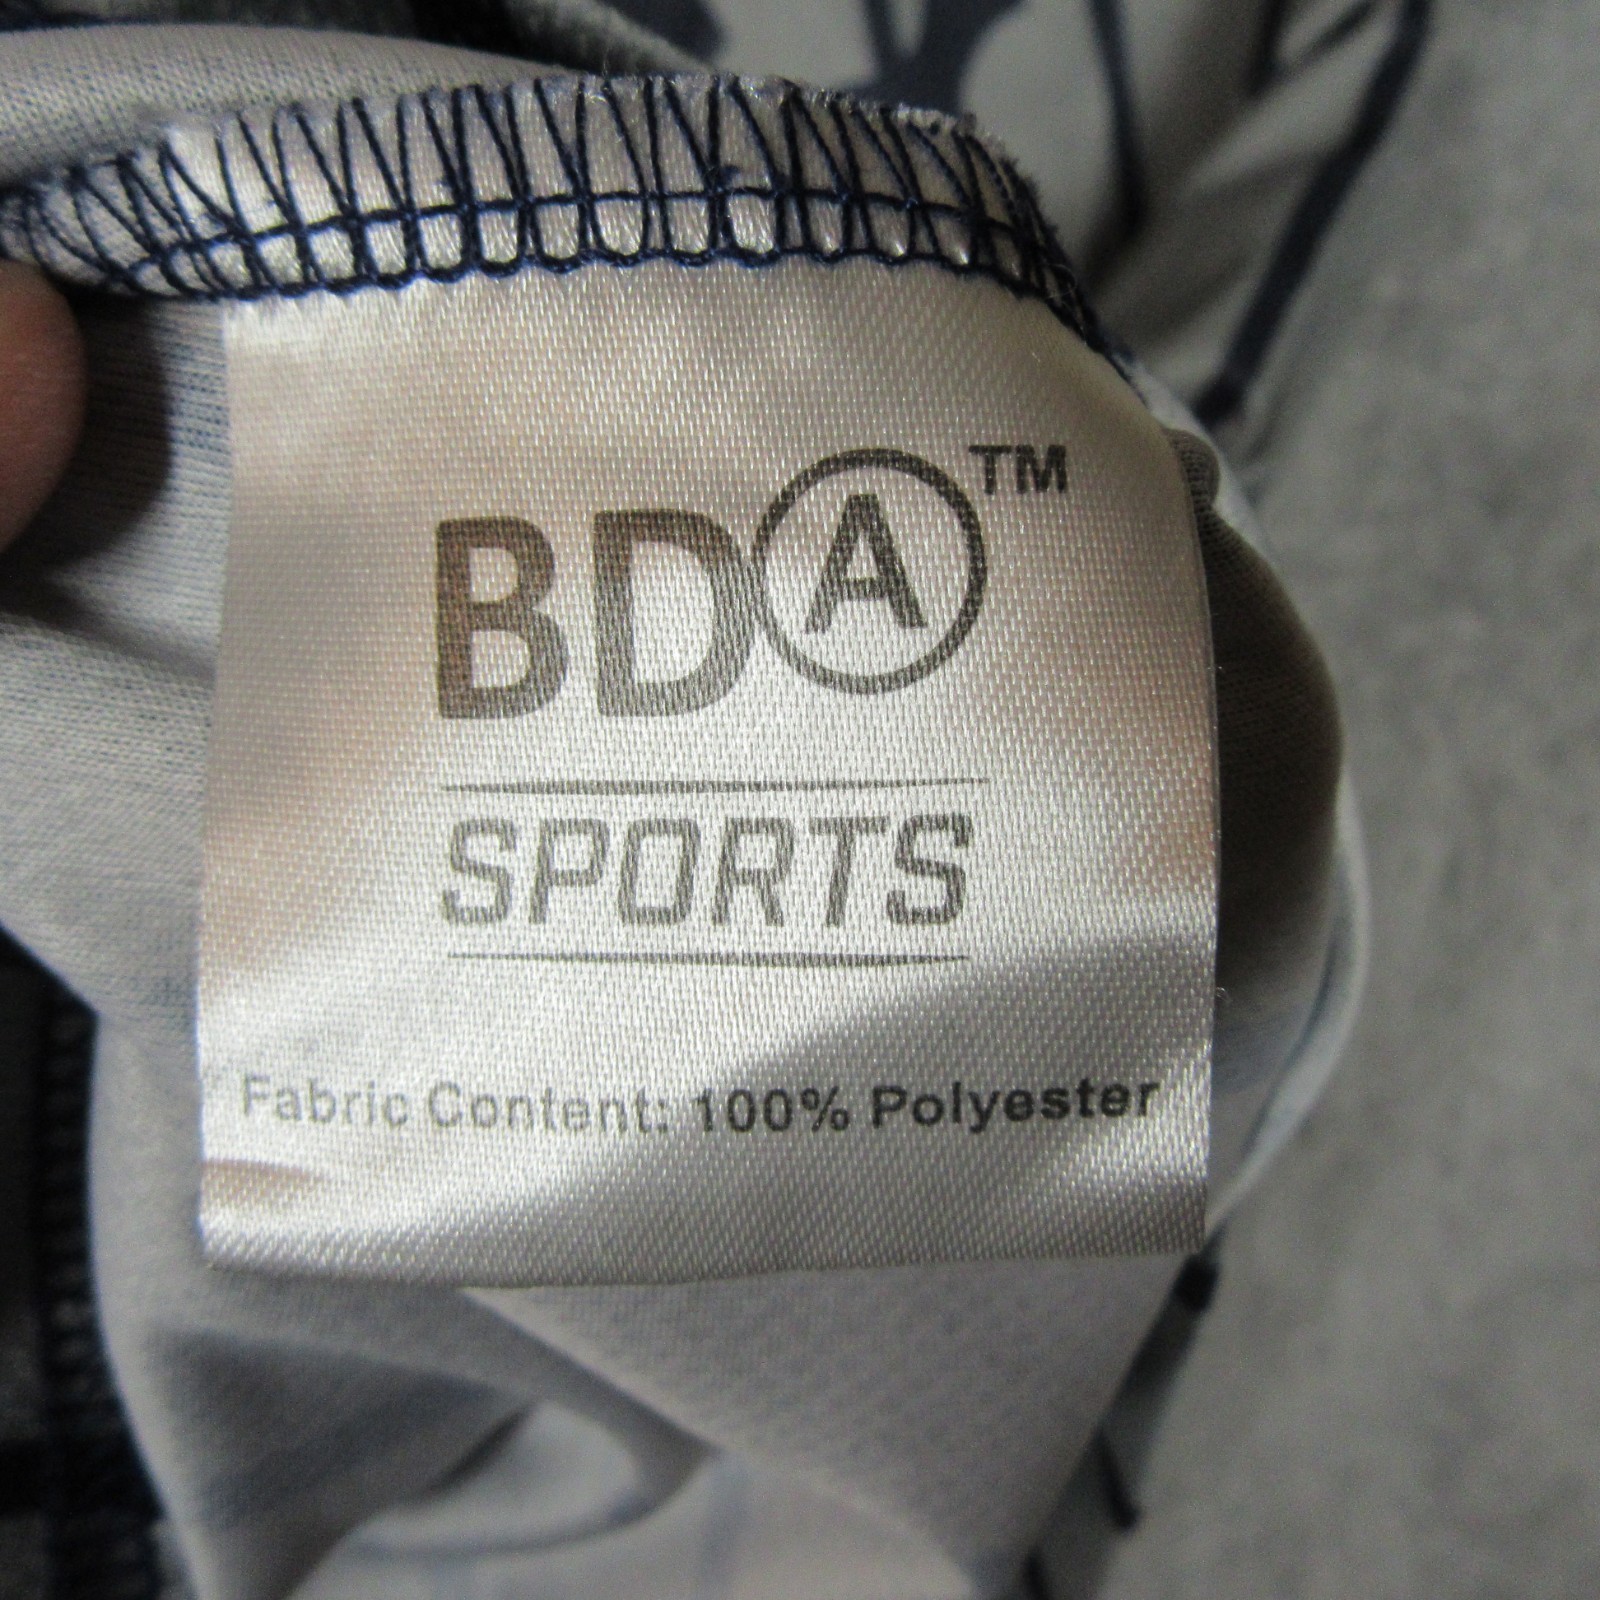 BDA™
SPORTS
Fabric Content: 100% Polyester